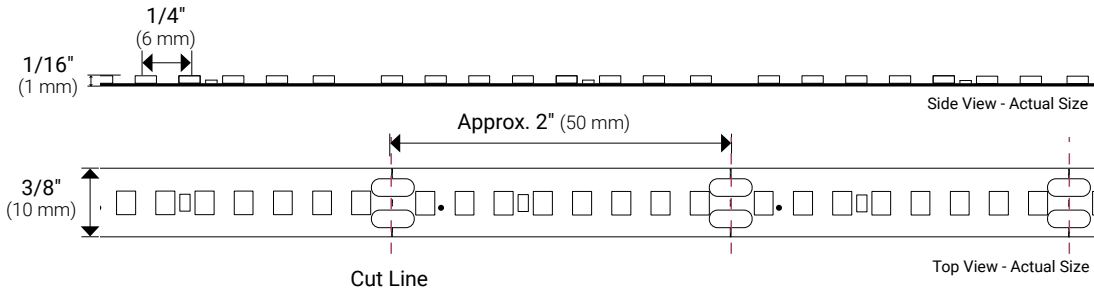 1/4"
(6 mm)
1/16"
(1 mm)
Side View - Actual Size
Approx. 2" (50 mm)
3/8"
(10 mm)
Top View - Actual Size
Cut Line